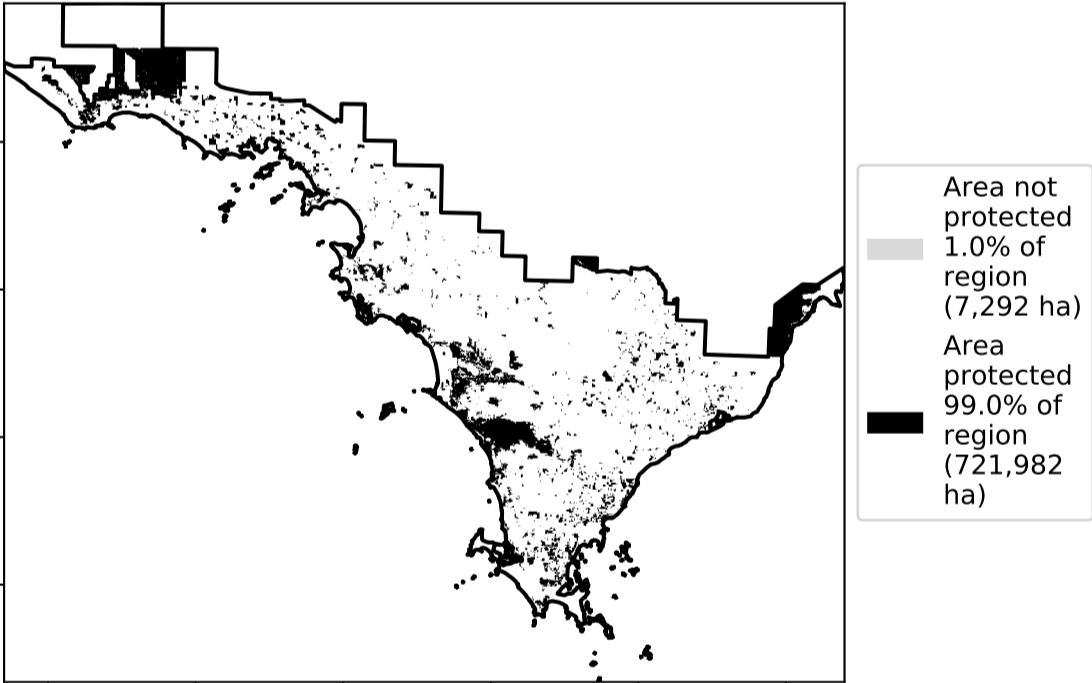 Area not
protected
1.0% of
region
(7,292 ha)
Area
protected
99.0% of
region
(721,982
ha)